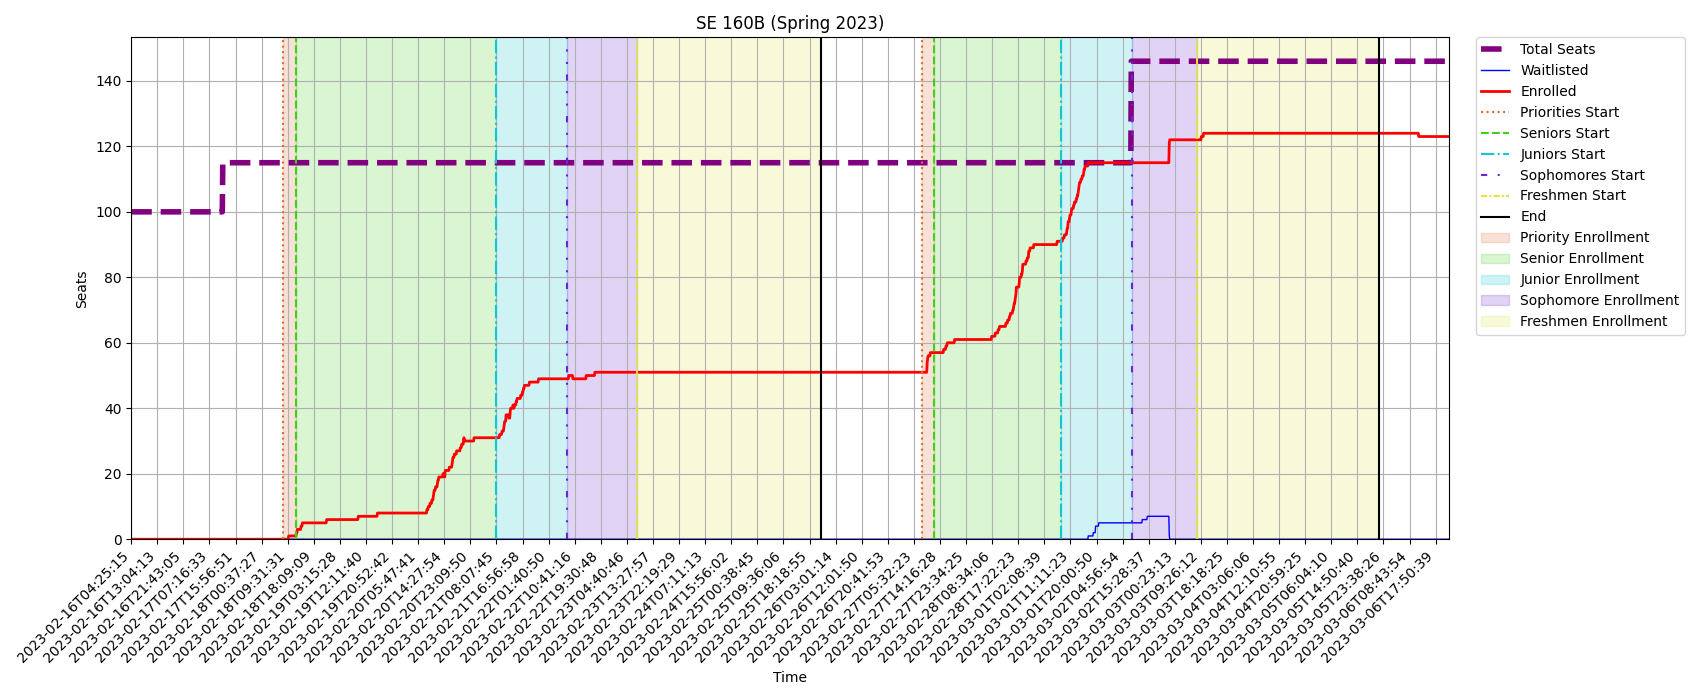 SE 160B (Spring 2023)
Seats
140
120
100
80
60
40
20
0
2023-02-16T04:25:15
2023-02-16T13:04:13
2023-02-16T21:43:05
2023-02-17T07:16:33
2023-02-17T15:56:51
2023-02-18T00:37:27
2023-02-18T09:31:31
2023-02-18T18:09:09
2023-02-19T03:15:28
2023-02-19T12:11:40
2023-02-19T20:52:42
2023-02-20T05:47:41
2023-02-20T14:27:54
2023-02-20T23:09:50
2023-02-21T08:07:45
2023-02-21T16:56:58
2023-02-22T01:40:50
2023-02-22T10:41:16
2023-02-22T19:30:48
2023-02-23T04:40:46
2023-02-23T13:27:57
2023-02-23T22:19:29
2023-02-24T07:11:13
2023-02-24T15:56:02
2023-02-25T00:38:45
2023-02-25T09:36:06
2023-02-25T18:18:55
2023-02-26T03:01:14
2023-02-26T12:01:50
2023-02-26T20:41:53
2023-02-27T05:32:23
2023-02-27T14:16:28
2023-02-27T23:34:25
2023-02-28T08:34:06
2023-02-28T17:22:23
2023-03-01T02:08:39
2023-03-01T11:11:23
2023-03-01T20:00:50
2023-03-02T04:56:54
2023-03-02T15:28:37
2023-03-03T00:23:13
2023-03-03T09:26:12
2023-03-03T18:18:25
2023-03-04T03:06:06
2023-03-04T12:10:55
2023-03-04T20:59:25
2023-03-05T06:04:10
2023-03-05T14:50:40
2023-03-05T23:38:26
2023-03-06T08:43:54
2023-03-06T17:50:39
Time
Total Seats
Waitlisted
Enrolled
Priorities Start
Seniors Start
Juniors Start
Sophomores Start
Freshmen Start
End
Priority Enrollment
Senior Enrollment
Junior Enrollment
Sophomore Enrollment
Freshmen Enrollment